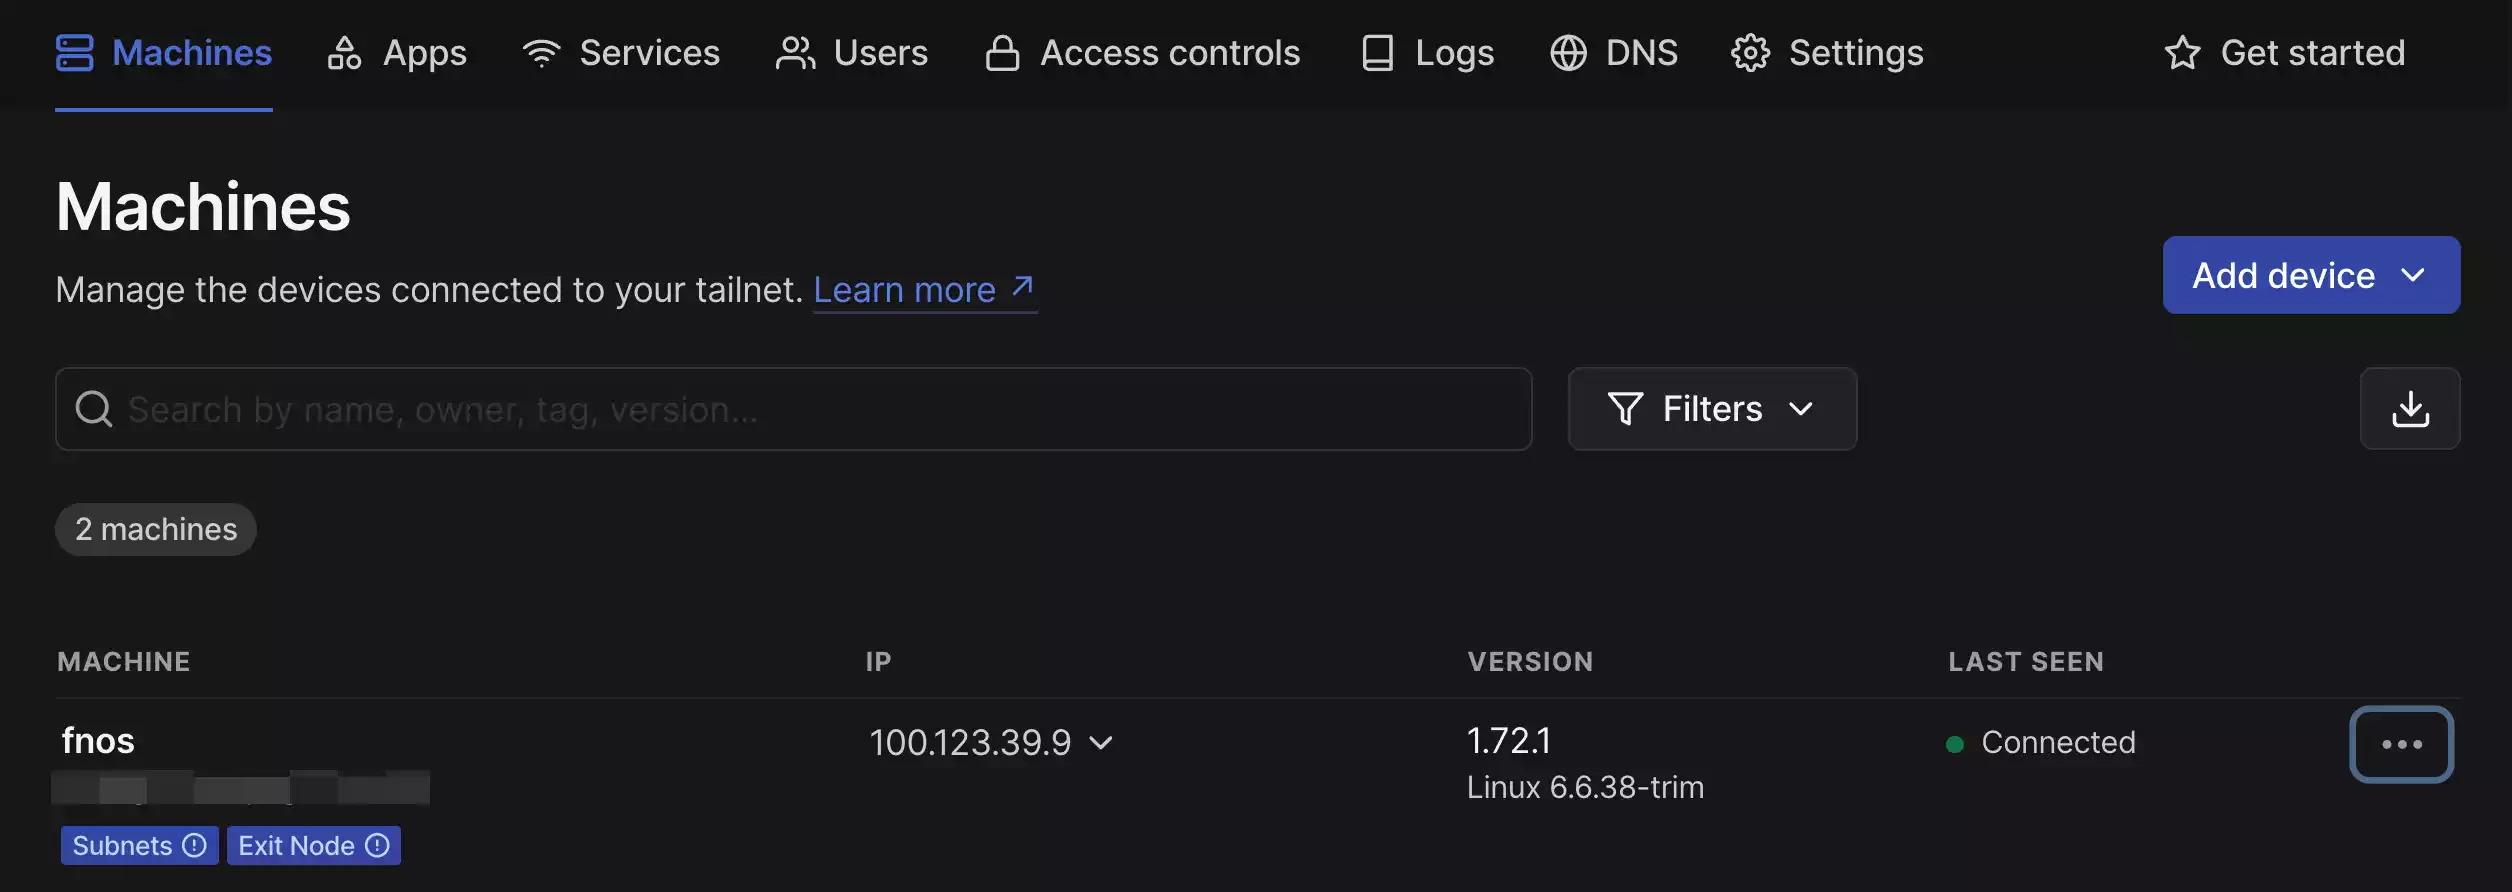 Machines Apps Services Users Access controls Logs DNS Settings Get started
Machines
Manage the devices connected to your tailnet. Learn more
Add device
Search by name, owner, tag, version...
Filters
2 machines
MACHINE IP VERSION LAST SEEN
fnos 100.123.39.9 1.72.1 Connected
Linux 6.6.38-trim
Subnets Exit Node